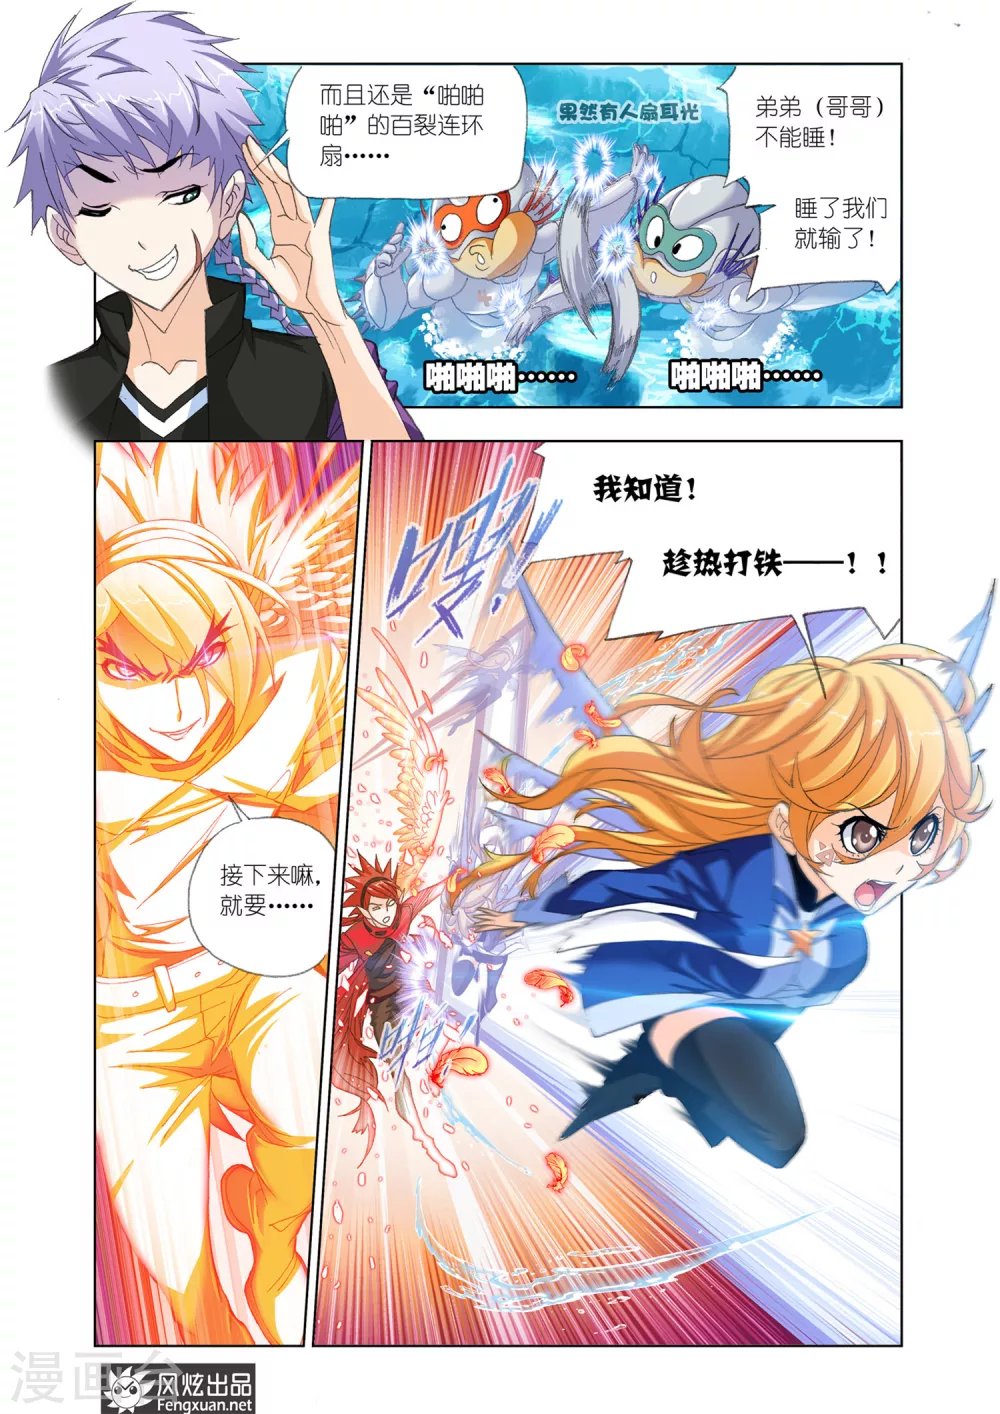 而且还是“啪啪
啪”的百裂连环
扇……
果然有人扇耳光
弟弟（哥哥）
不能睡！
睡了我们
就输了！
啪啪啪……
啪啪啪……
接下来嘛，
就要……
我知道！
趁热打铁——！！
啪！
啪！
漫画台
风炫出品
Fengxuan.net